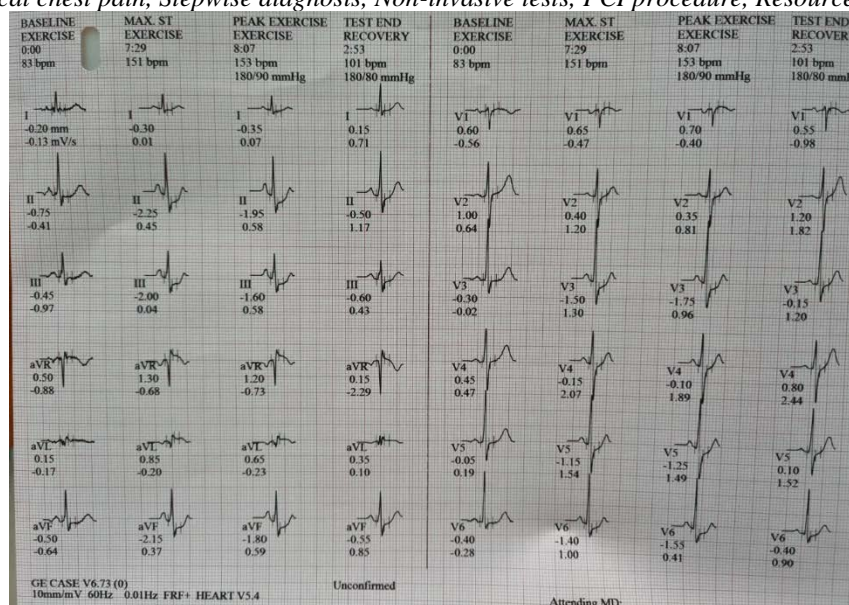 cal chest pain, Stepwise diagnosis, Non-invasive tests, PCI procedure, Resource
BASELINE MAX. ST PEAK EXERCISE TEST END BASELINE MAX. ST PEAK EXERCISE TEST END
EXERCISE EXERCISE EXERCISE RECOVERY EXERCISE EXERCISE EXERCISE RECOVERY
0:00 7:29 8:07 2:53 0:00 7:29 8:07 2:53
83 bpm 151 bpm 153 bpm 101 bpm 83 bpm 151 bpm 153 bpm 101 bpm
180/90 mmHg 180/80 mmHg 180/90 mmHg 180/80 mmH
I I I I V1 V1 V1 V1
-0.20 mm -0.30 -0.35 0.15 0.60 0.65 0.70 0.55
-0.13 mV/s 0.01 0.07 0.71 -0.56 -0.47 -0.40 -0.98
II II II II V2 V2 V2 V2
-0.75 -2.25 -1.95 -0.50 1.00 0.40 0.35 1.20
-0.41 0.45 0.58 1.17 0.64 1.20 0.81 1.82
III III III III V3 V3 V3 V3
-0.45 -2.00 -1.60 -0.60 -0.30 -1.50 -1.75 -0.15
-0.97 0.04 0.58 0.43 -0.02 1.30 0.96 1.20
aVR aVR aVR aVR V4 V4 V4 V4
0.50 1.30 1.20 0.15 0.45 -0.15 -0.10 0.80
-0.88 -0.68 -0.73 -2.29 0.47 2.07 1.89 2.44
aVL aVL aVL aVL V5 V5 V5 V5
0.15 0.85 0.65 0.35 -0.05 -1.15 -1.25 0.10
-0.17 -0.20 -0.23 0.10 0.19 1.54 1.49 1.52
aVF aVF aVF aVF V6 V6 V6 V6
-0.50 -2.15 -1.80 -0.55 -0.40 -1.40 -1.55 -0.40
-0.64 0.37 0.59 0.85 -0.28 1.00 0.41 0.90
GE CASE V6.73 (0) Unconfirmed
10mm/mV 60Hz 0.01Hz FRF+ HEART V5.4 Attending MD: